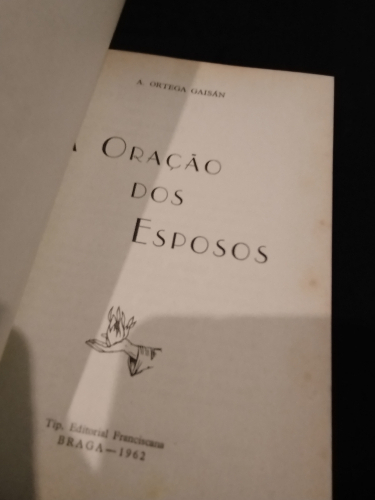 A. ORTEGA GAISÁN
A ORAÇÃO
DOS
ESPOSOS
Tip. Editorial Franciscana
BRAGA—1962